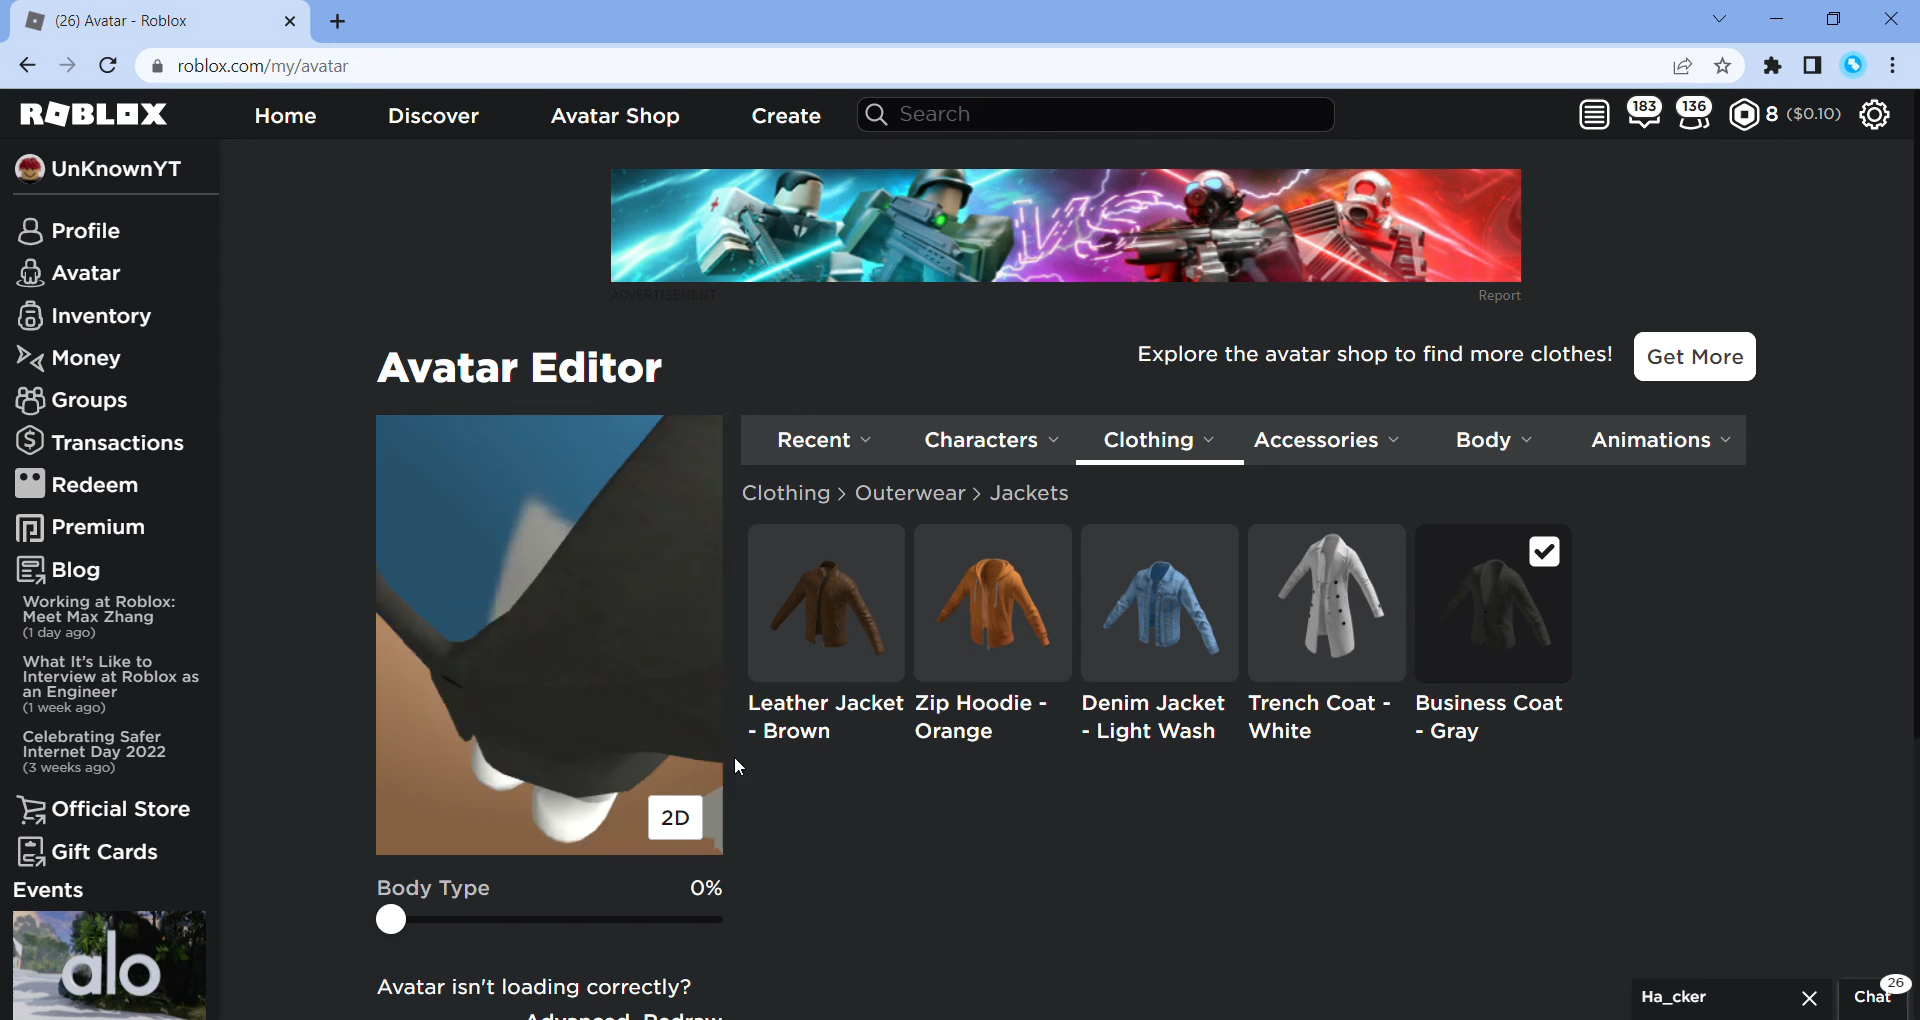 (26) Avatar - Roblox
roblox.com/my/avatar
ROBLOX
Home
Discover
Avatar Shop
Create
Search
183
136
8 ($0.10)
UnKnownYT
Profile
Avatar
Inventory
Money
Groups
Transactions
Redeem
Premium
Blog
Working at Roblox:
Meet Max Zhang
(1 day ago)
What It's Like to
Interview at Roblox as
an Engineer
(1 week ago)
Celebrating Safer
Internet Day 2022
(3 weeks ago)
Official Store
Gift Cards
Events
alo
VS
ADVERTISEMENT
Report
Avatar Editor
Explore the avatar shop to find more clothes!
Get More
Recent
Characters
Clothing
Accessories
Body
Animations
Clothing > Outerwear > Jackets
Leather Jacket
- Brown
Zip Hoodie -
Orange
Denim Jacket
- Light Wash
Trench Coat -
White
Business Coat
- Gray
2D
Body Type
0%
Avatar isn't loading correctly?
Advanced Redraw
Ha_cker
Chat
26